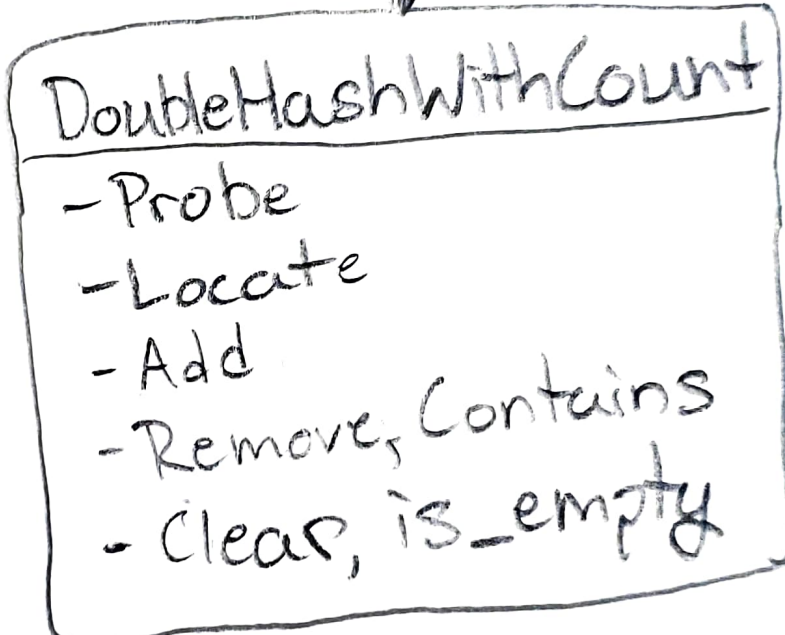 DoubleHashWithCount
-Probe
-Locate
-Add
-Remove, Contains
-Clear, is_empty